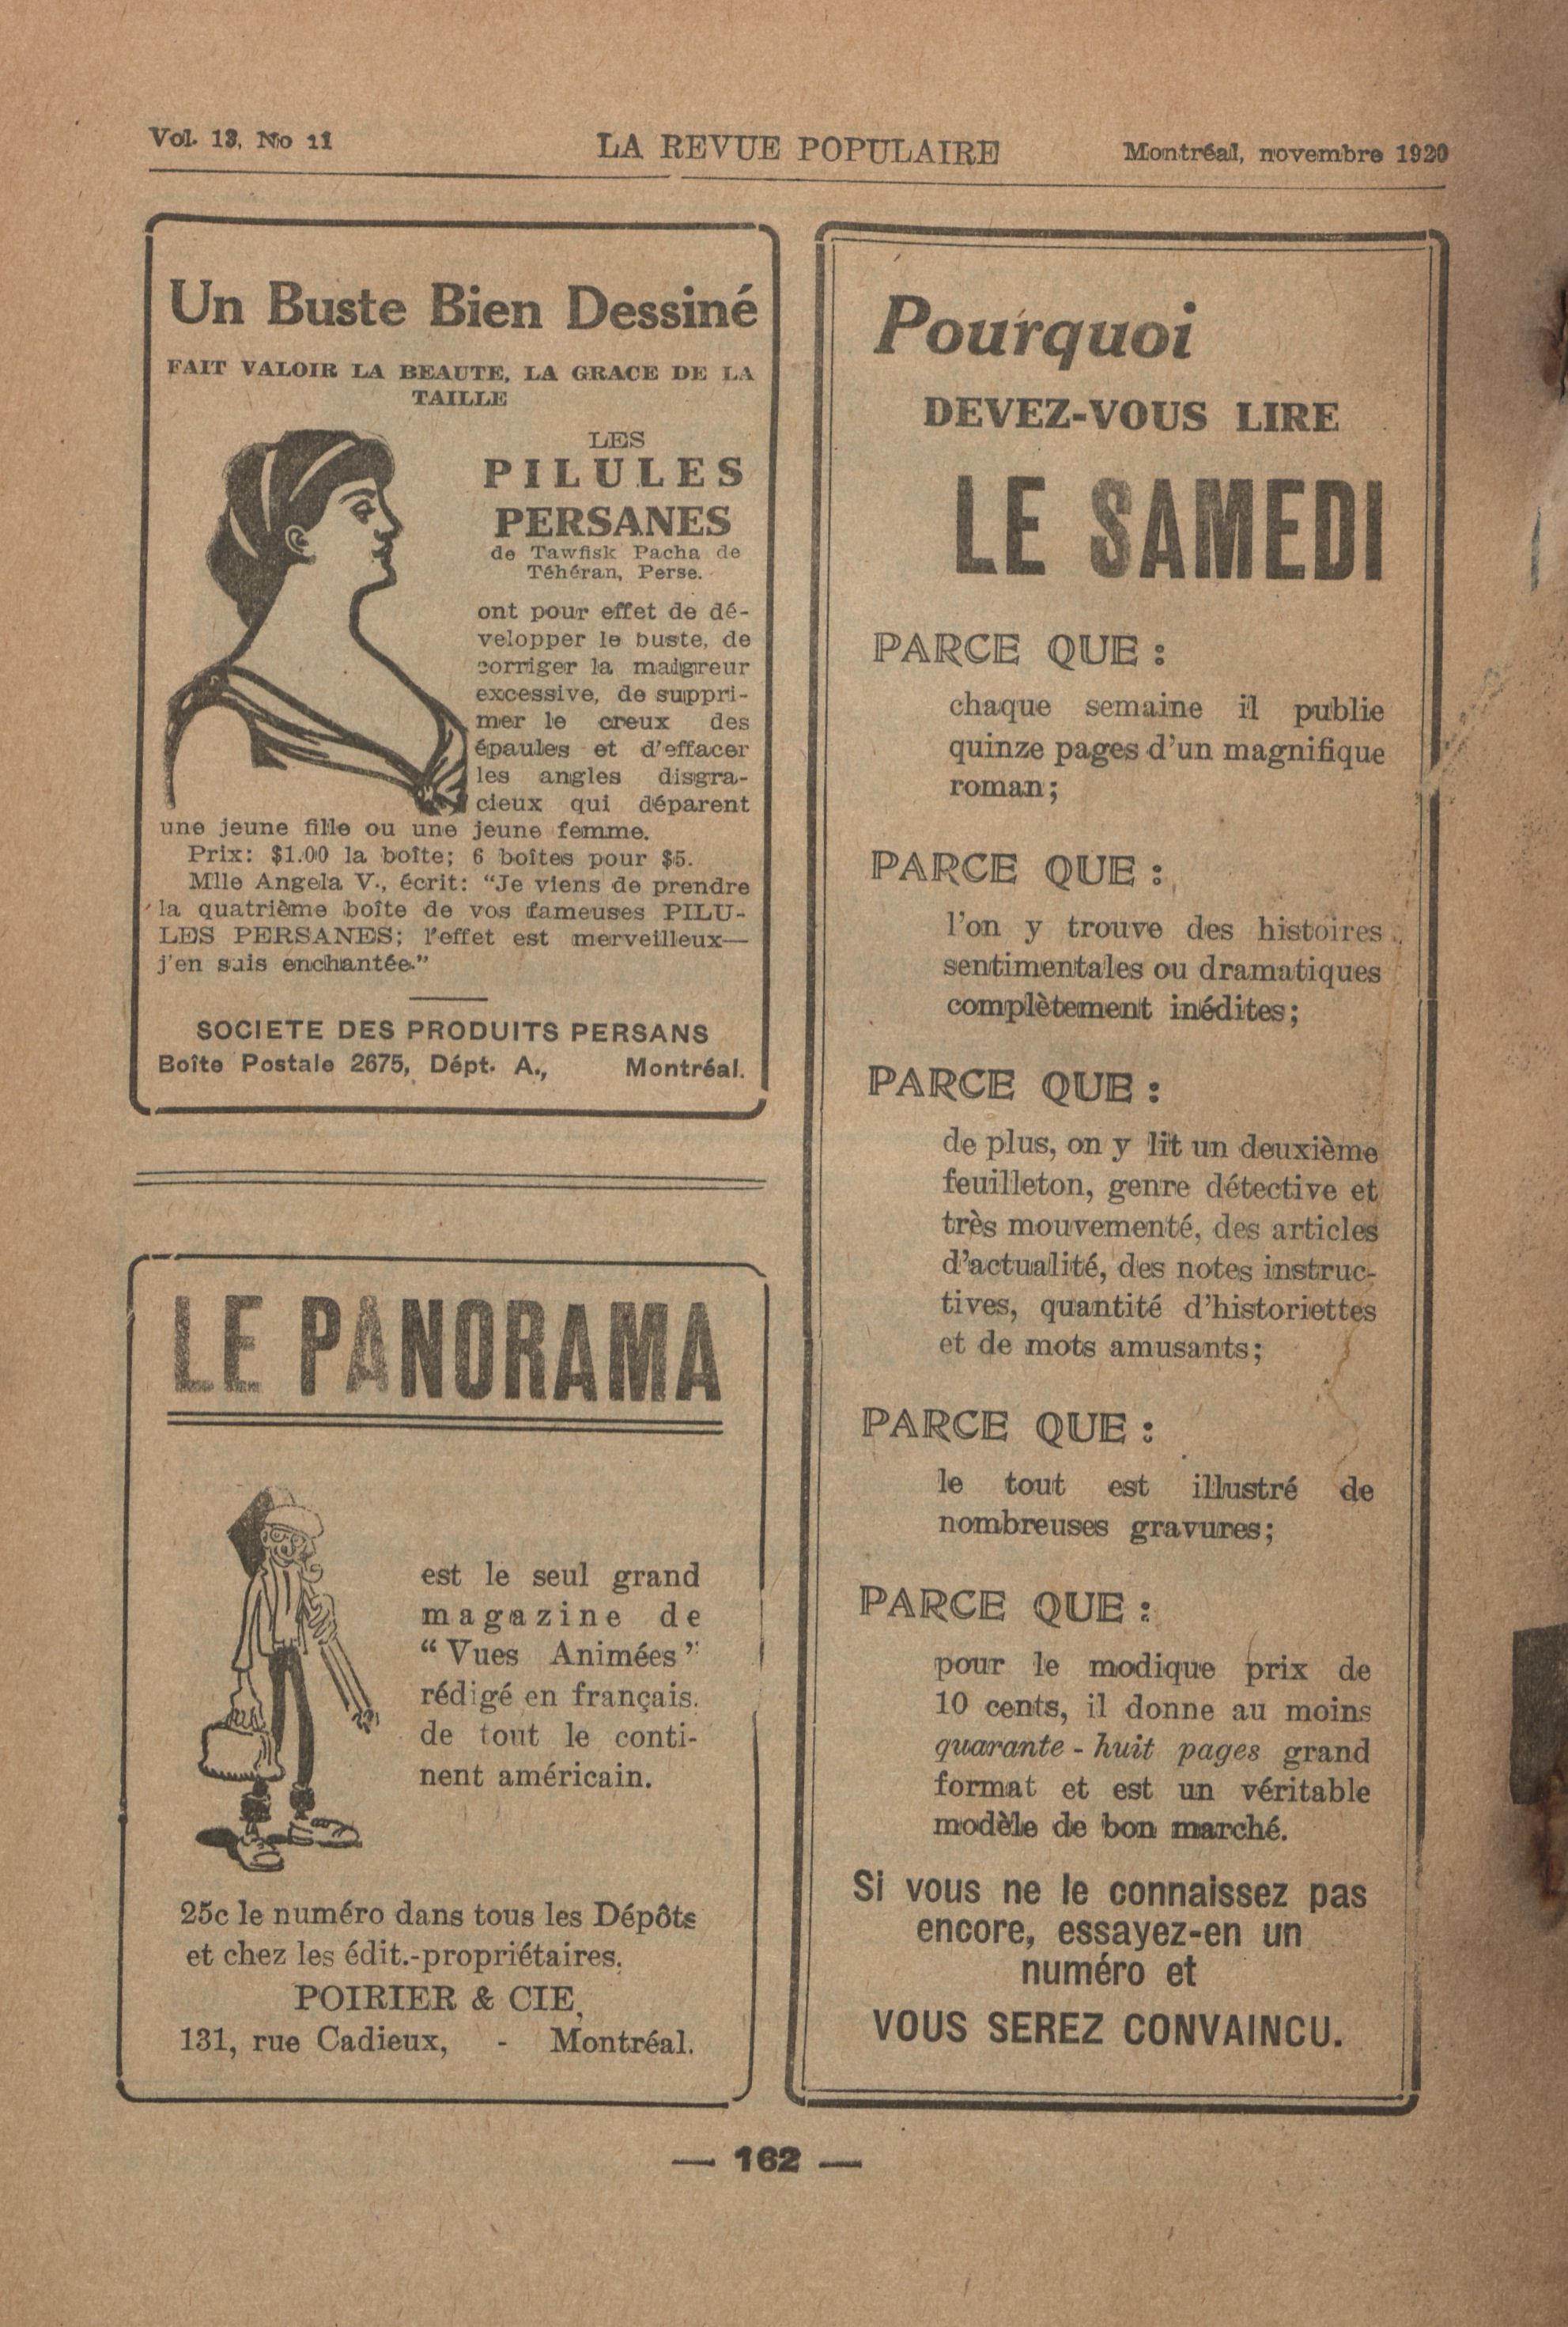 Vol. 13, No 11
LA REVUE POPULAIRE
Montréal, novembre 1920
Un Buste Bien Dessiné
FAIT VALOIR LA BEAUTE, LA GRACE DE LA
TAILLE
LES
PILULES
PERSANES
de Tawfisk Pacha de
Téhéran, Perse.
ont pour effet de dé-
velopper le buste, de
corriger la maigreur
excessive, de suppri-
mer le creux des
épaules et d'effacer
les angles disgra-
cieux qui déparent
une jeune fille ou une jeune femme.
Prix: $1.00 la boîte; 6 boîtes pour $5.
Mlle Angela V., écrit: "Je viens de prendre
la quatrième boîte de vos fameuses PILU-
LES PERSANES; l'effet est merveilleux—
j'en suis enchantée."
SOCIETE DES PRODUITS PERSANS
Boîte Postale 2675, Dépt. A., Montréal.
LE PANORAMA
est le seul grand
magazine de
"Vues Animées"
rédigé en français.
de tout le conti-
nent américain.
25c le numéro dans tous les Dépôts
et chez les édit.-propriétaires.
POIRIER & CIE,
131, rue Cadieux, - Montréal.
Pourquoi
DEVEZ-VOUS LIRE
LE SAMEDI
PARCE QUE:
chaque semaine il publie
quinze pages d'un magnifique
roman;
PARCE QUE:
l'on y trouve des histoires
sentimentales ou dramatiques
complètement inédites;
PARCE QUE:
de plus, on y lit un deuxième
feuilleton, genre détective et
très mouvementé, des articles
d'actualité, des notes instruc-
tives, quantité d'historiettes
et de mots amusants;
PARCE QUE:
le tout est illustré de
nombreuses gravures;
PARCE QUE:
pour le modique prix de
10 cents, il donne au moins
quarante-huit pages grand
format et est un véritable
modèle de bon marché.
Si vous ne le connaissez pas
encore, essayez-en un
numéro et
VOUS SEREZ CONVAINCU.
— 162 —